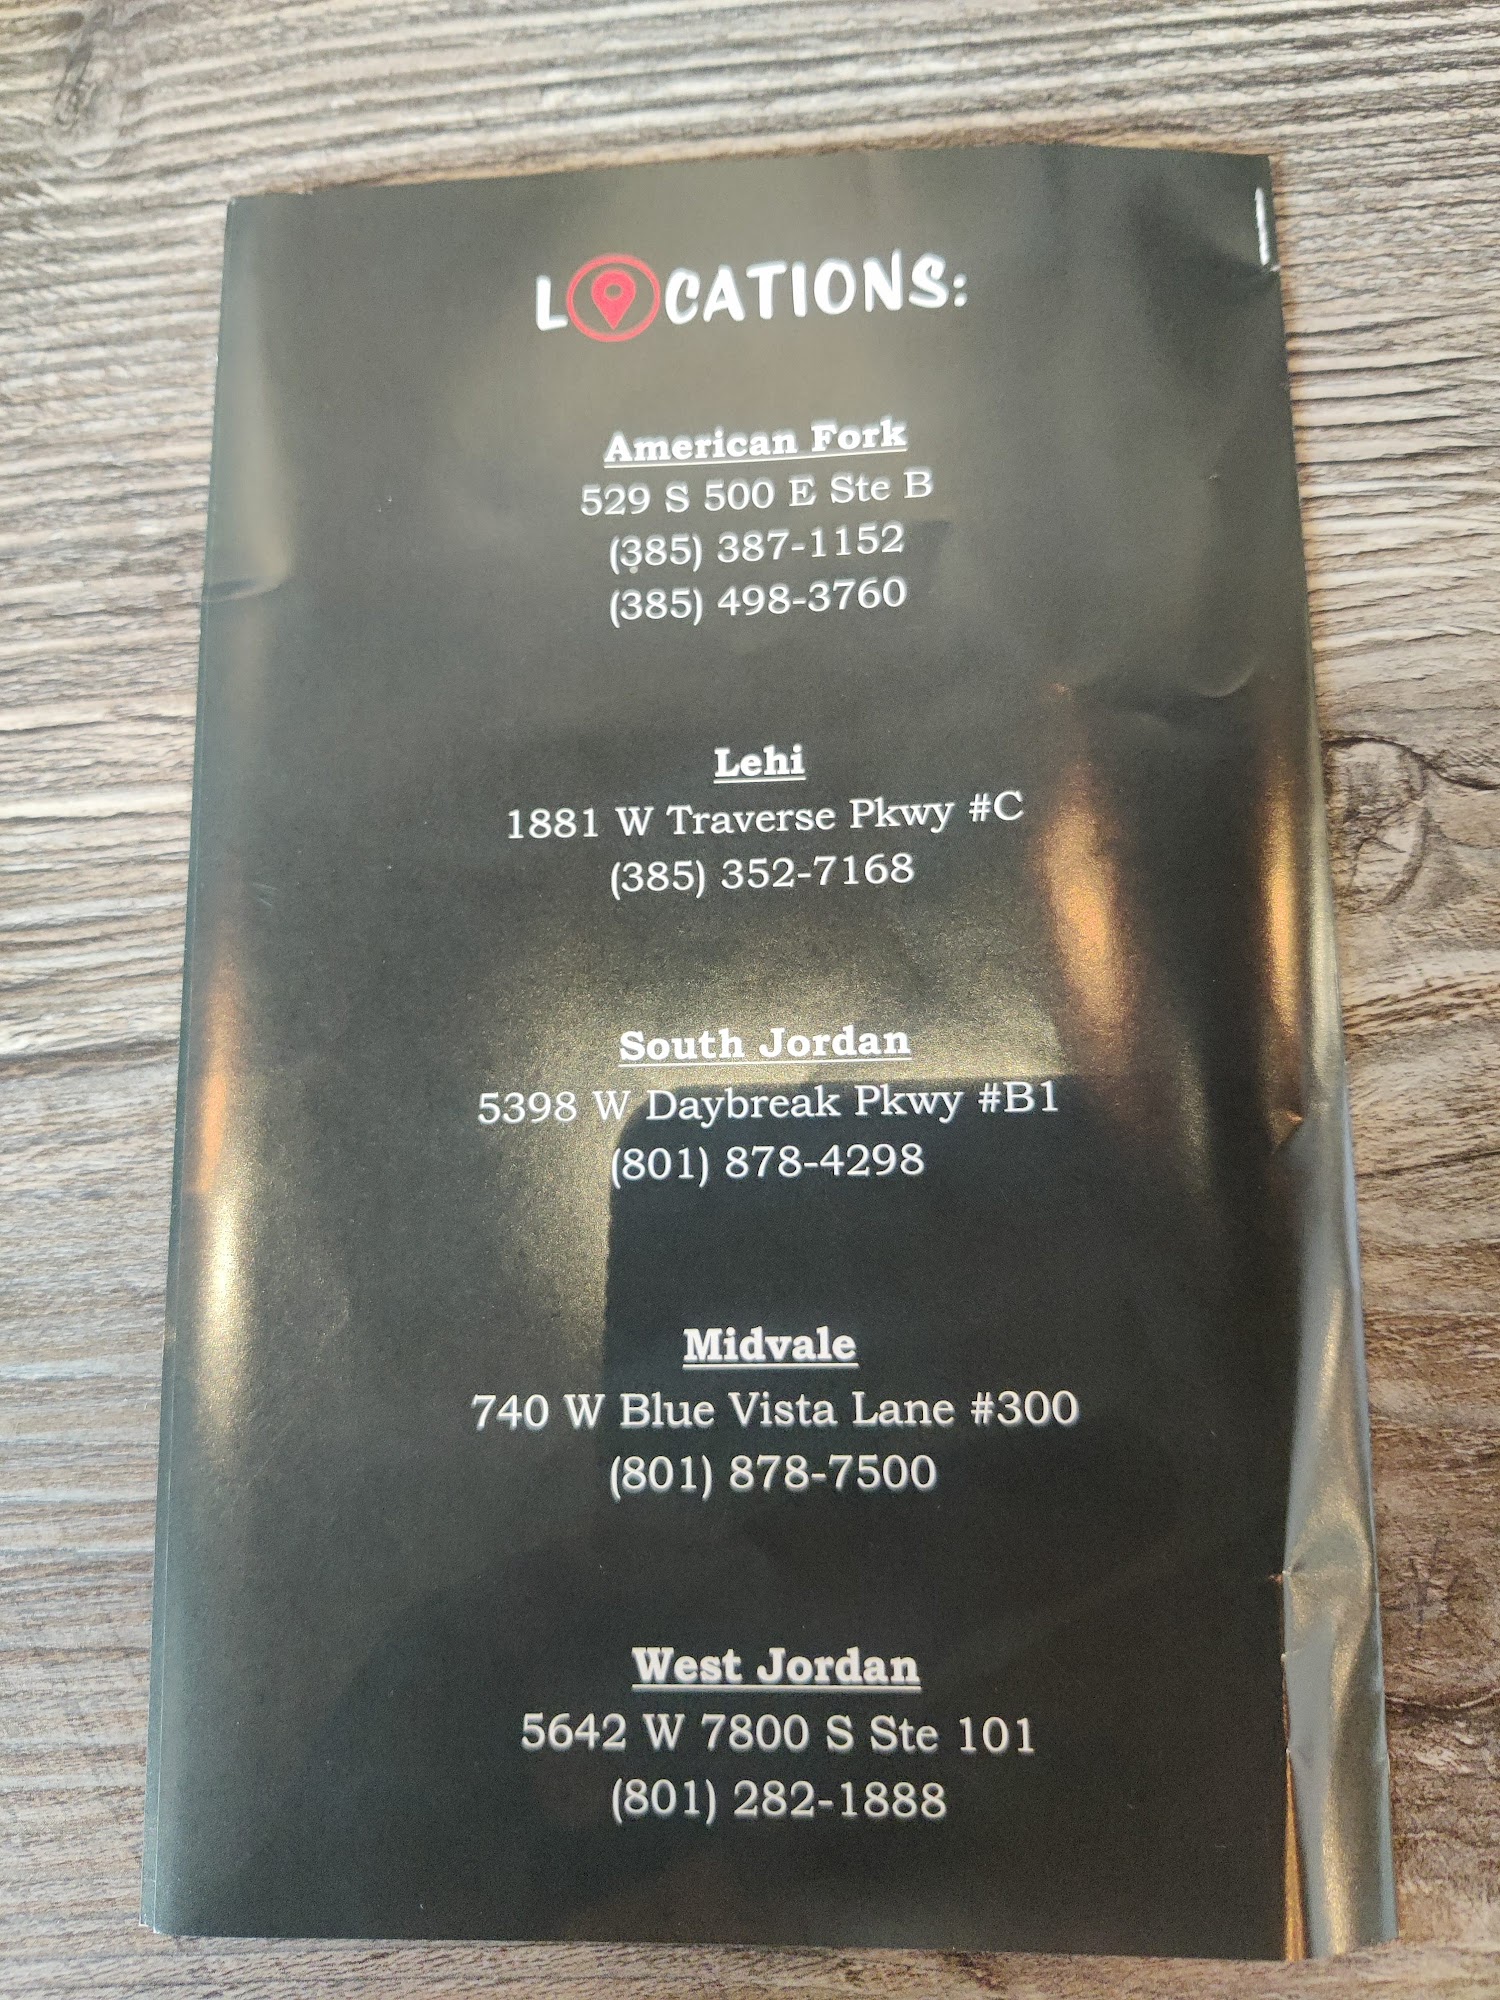 LOCATIONS:
American Fork
529 S 500 E Ste B
(385) 387-1152
(385) 498-3760
Lehi
1881 W Traverse Pkwy #C
(385) 352-7168
South Jordan
5398 W Daybreak Pkwy #B1
(801) 878-4298
Midvale
740 W Blue Vista Lane #300
(801) 878-7500
West Jordan
5642 W 7800 S Ste 101
(801) 282-1888